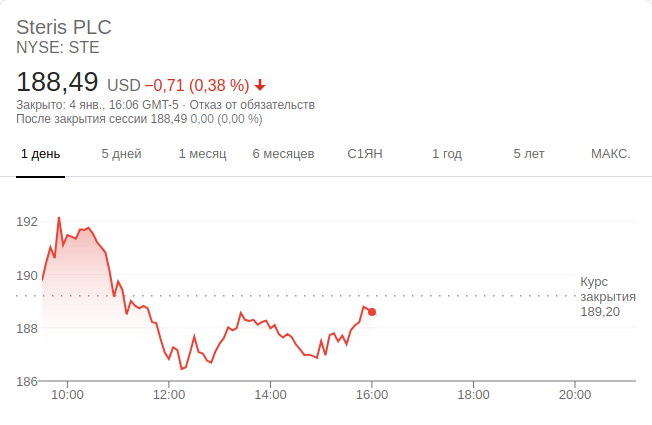 Steris PLC
NYSE: STE
188,49 USD −0,71 (0,38 %)
Закрыто: 4 янв., 16:06 GMT-5 · Отказ от обязательств
После закрытия сессии 188,49 0,00 (0,00 %)
1 день 5 дней 1 месяц 6 месяцев С1ЯН 1 год 5 лет МАКС.
192
190
Курс
закрытия
189,20
188
186
10:00 12:00 14:00 16:00 18:00 20:00